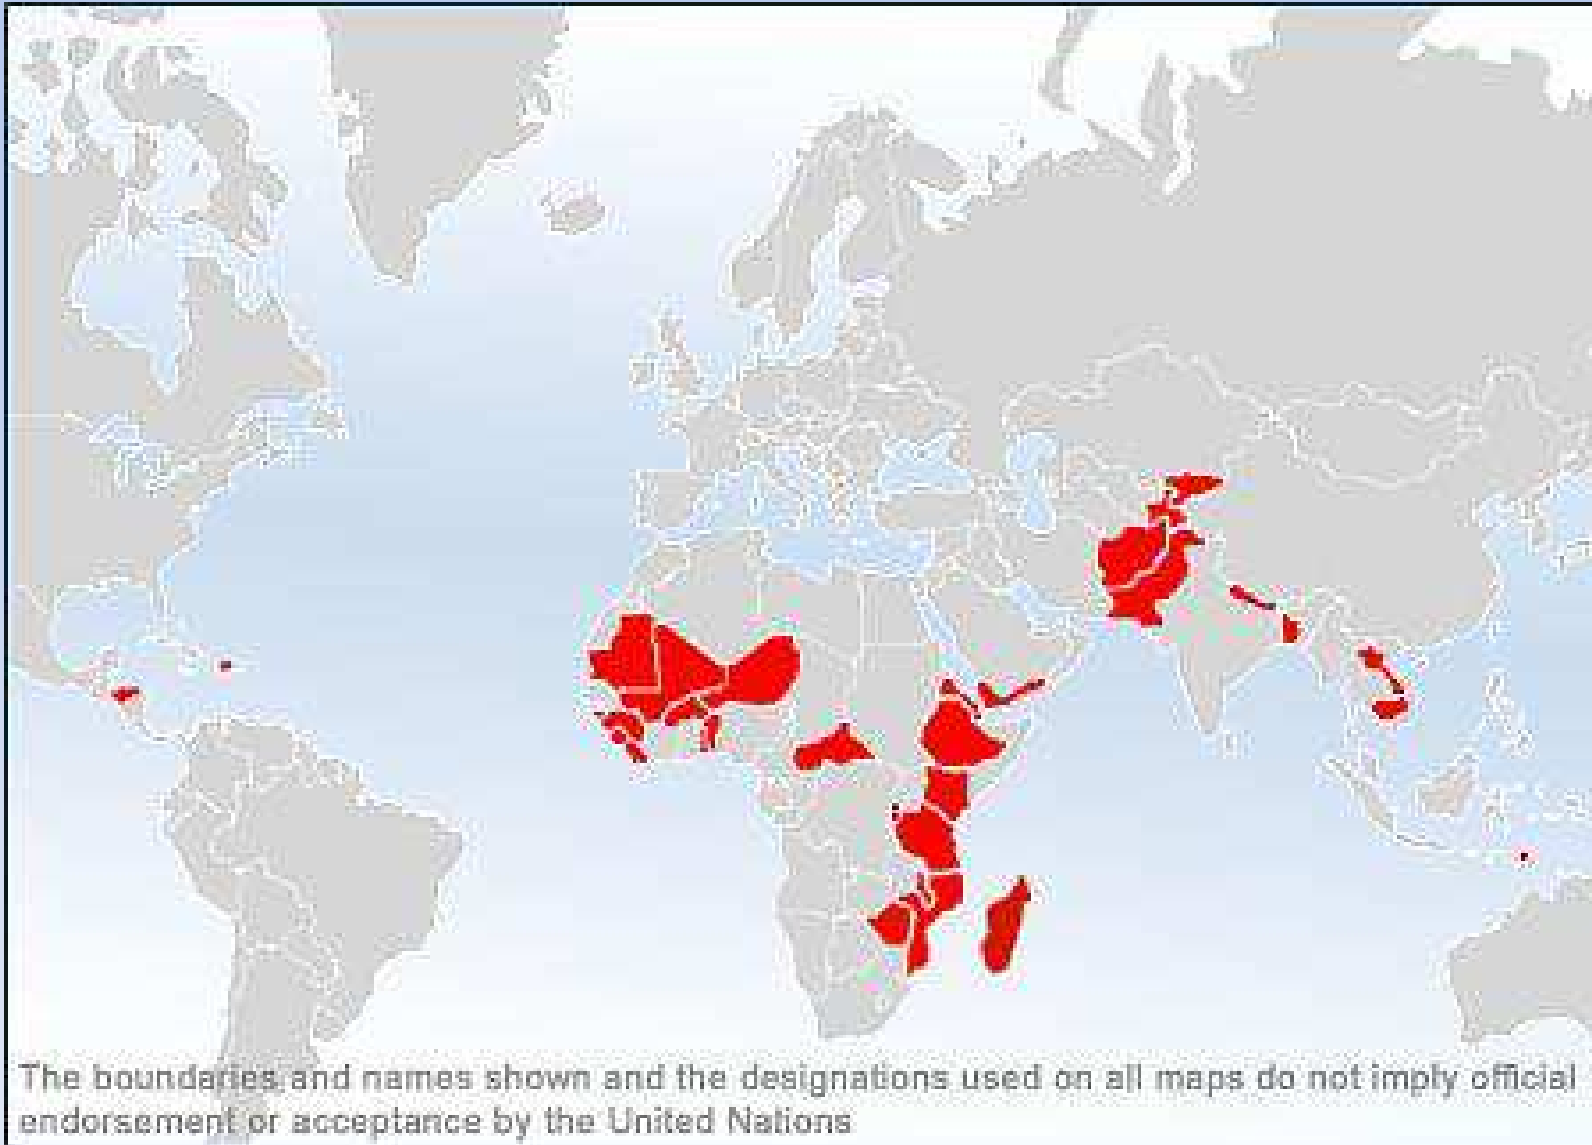 The boundaries and names shown and the designations used on all maps do not imply official
endorsement or acceptance by the United Nations